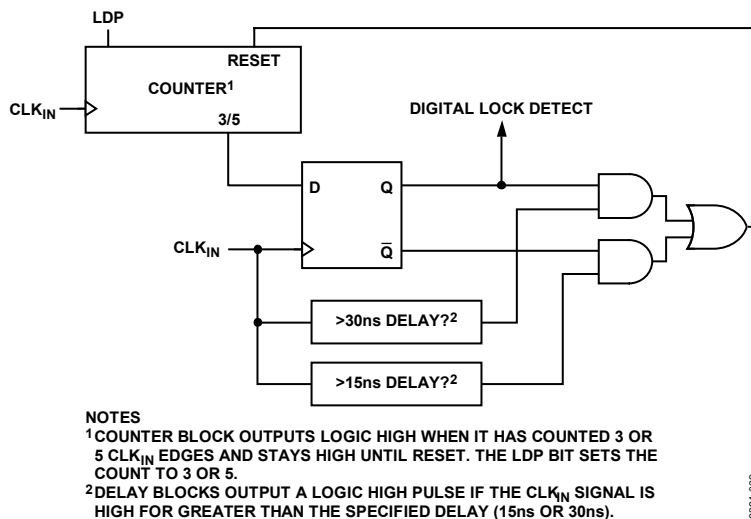 LDP
RESET
COUNTER1
CLKIN
3/5
DIGITAL LOCK DETECT
D
Q
CLKIN
Q̅
>30ns DELAY?2
>15ns DELAY?2
NOTES
1COUNTER BLOCK OUTPUTS LOGIC HIGH WHEN IT HAS COUNTED 3 OR
5 CLKIN EDGES AND STAYS HIGH UNTIL RESET. THE LDP BIT SETS THE
COUNT TO 3 OR 5.
2DELAY BLOCKS OUTPUT A LOGIC HIGH PULSE IF THE CLKIN SIGNAL IS
HIGH FOR GREATER THAN THE SPECIFIED DELAY (15ns OR 30ns).